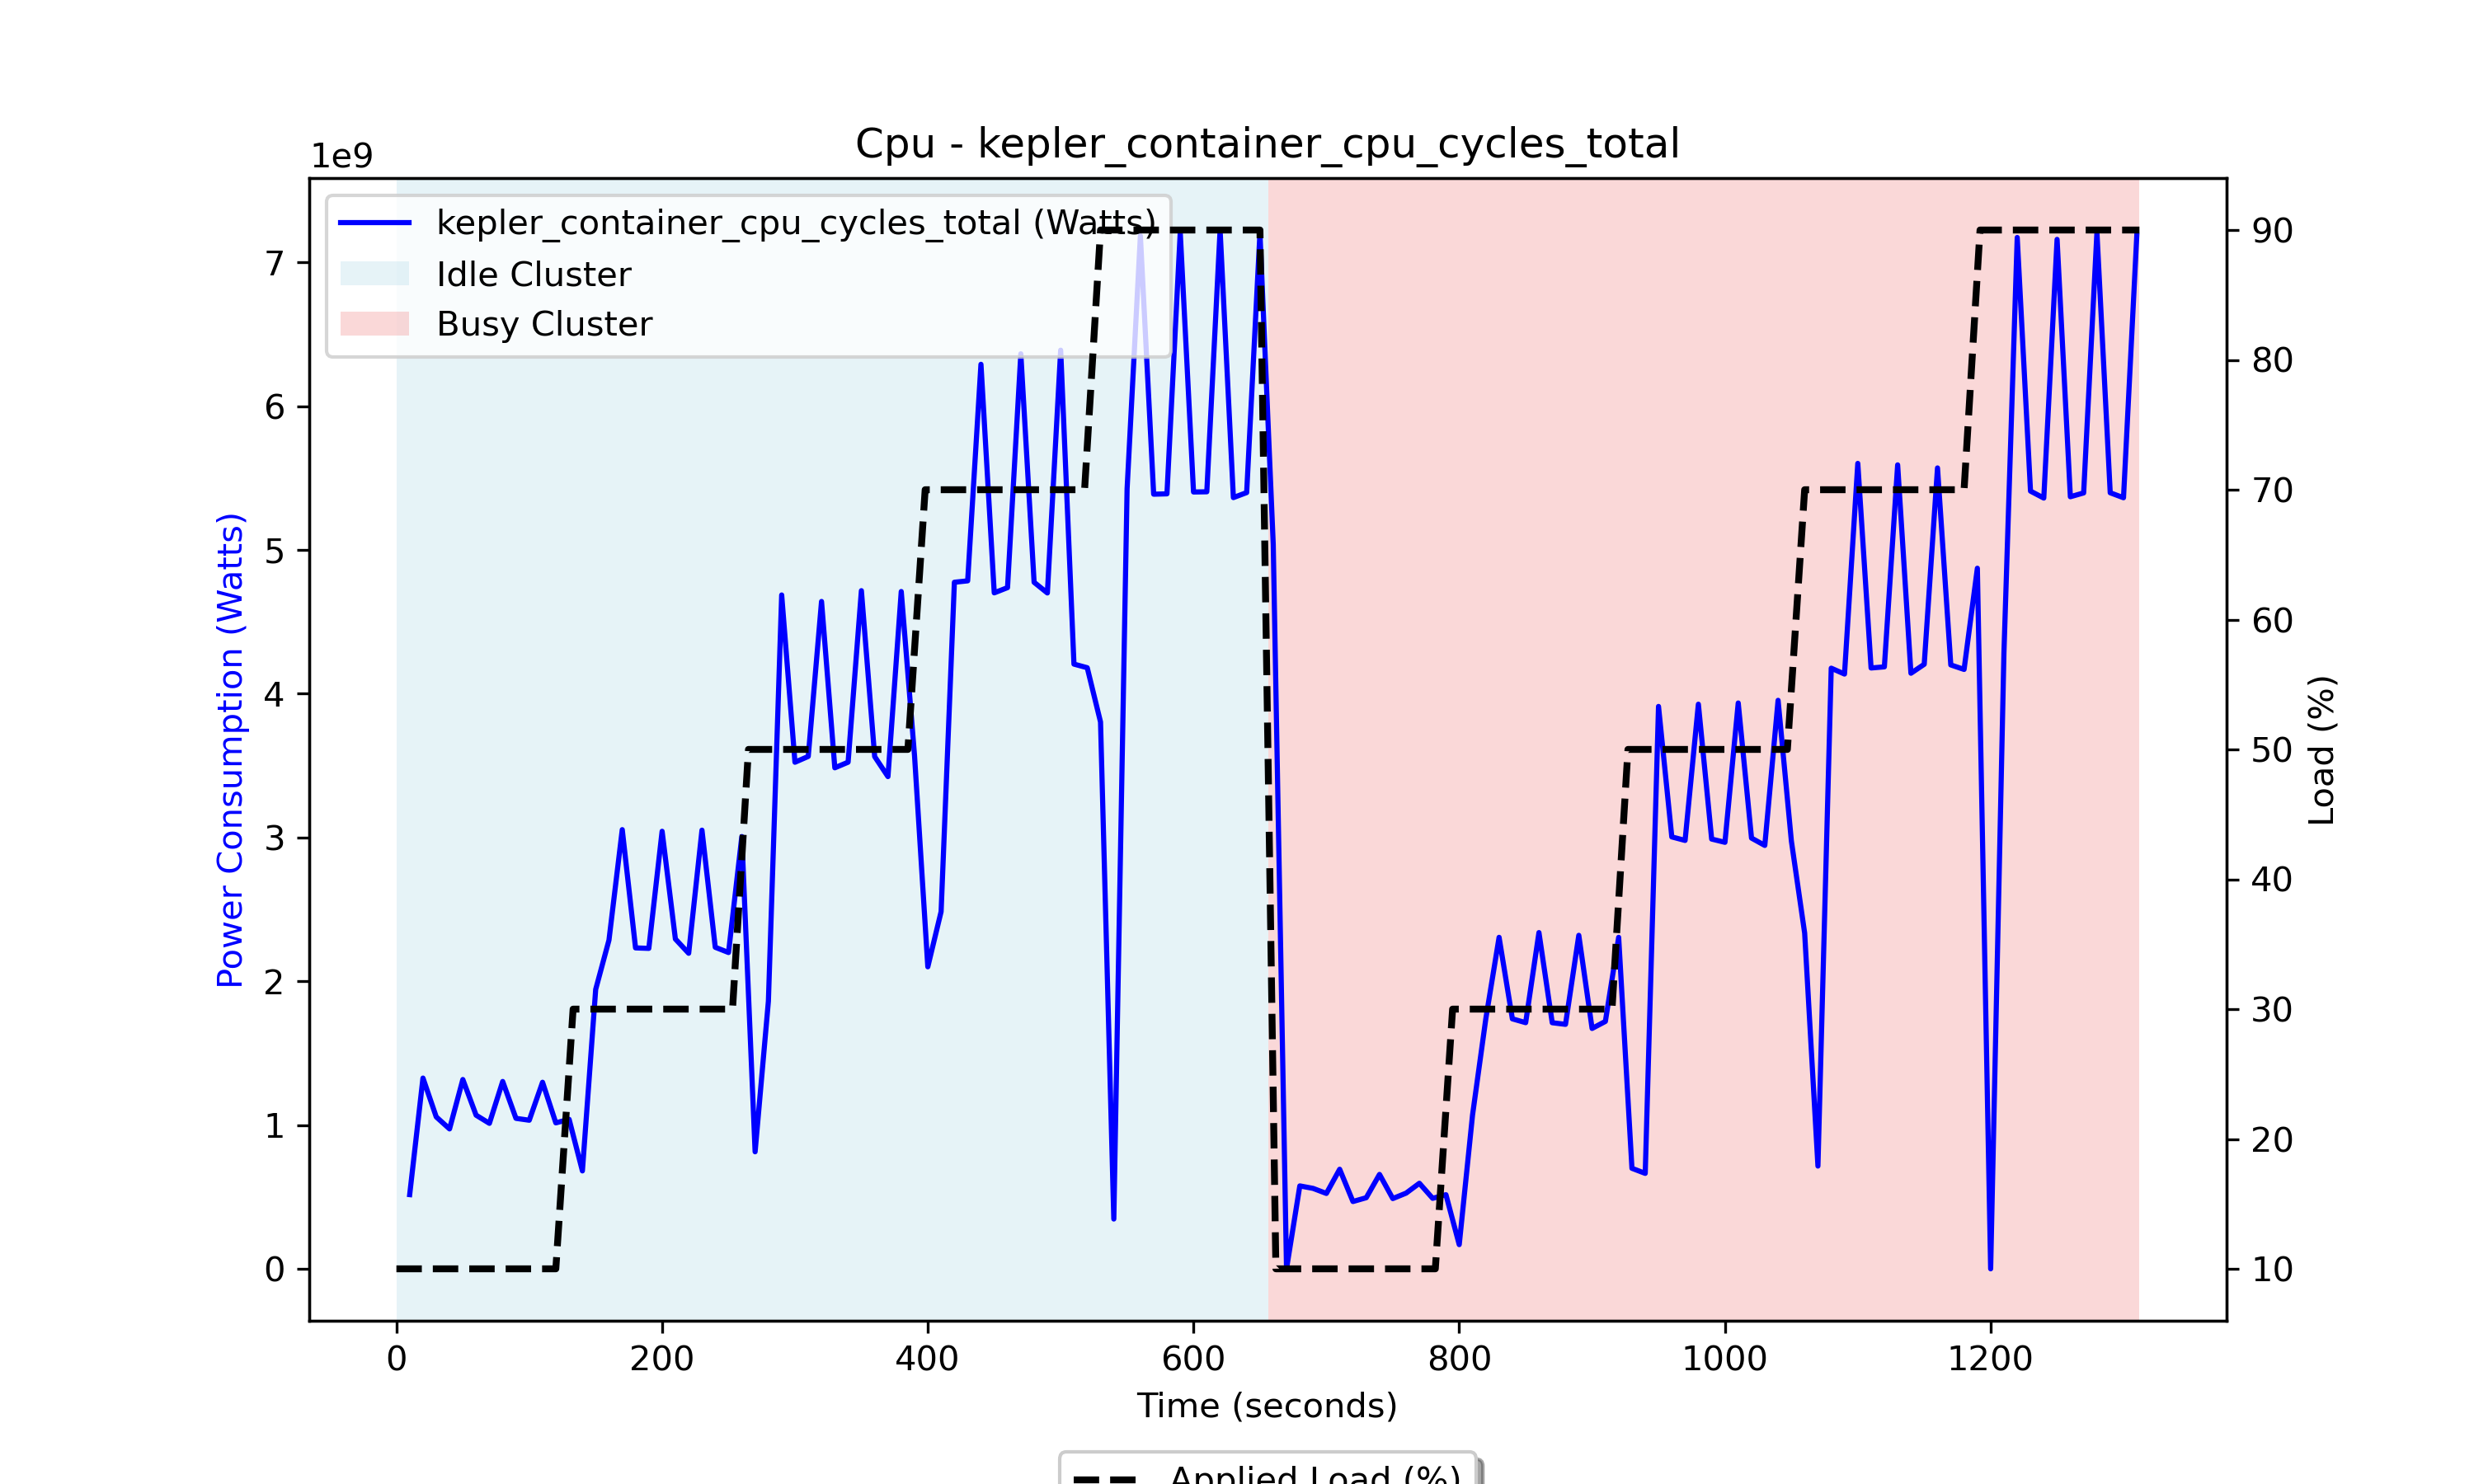 Cpu - kepler_container_cpu_cycles_total
1e9
kepler_container_cpu_cycles_total (Watts)
Idle Cluster
Busy Cluster
Power Consumption (Watts)
7
6
5
4
3
2
1
0
90
80
70
60
50
40
30
20
10
Load (%)
0 200 400 600 800 1000 1200
Time (seconds)
Applied Load (%)